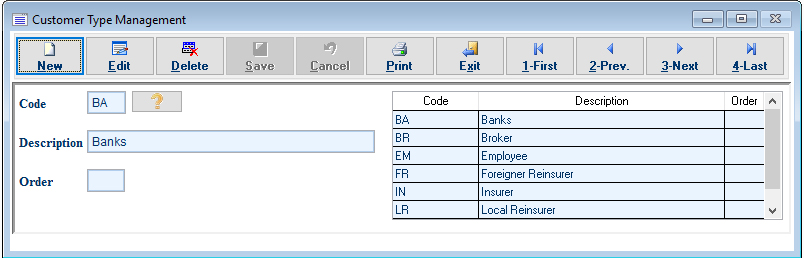 Customer Type Management
New Edit Delete Save Cancel Print Exit 1-First 2-Prev. 3-Next 4-Last
Code BA ?
Description Banks
Order
Code Description Order
BA Banks
BR Broker
EM Employee
FR Foreigner Reinsurer
IN Insurer
LR Local Reinsurer